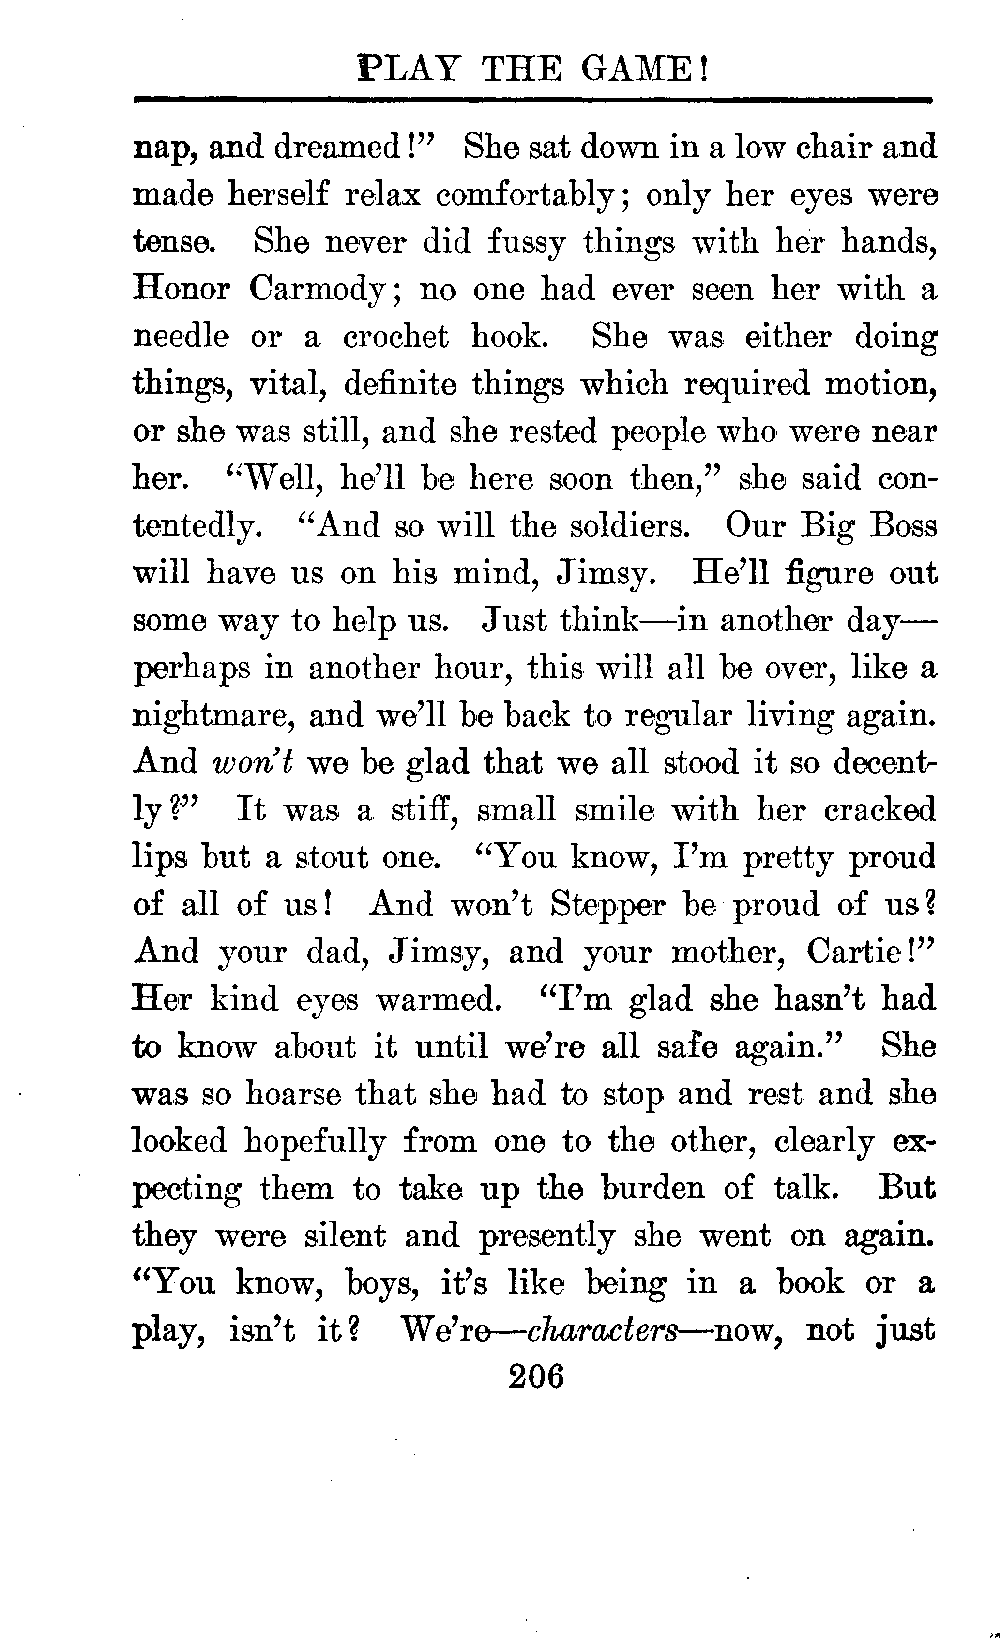 PLAY THE GAME!
nap, and dreamed!" She sat down in a low chair and
made herself relax comfortably; only her eyes were
tense. She never did fussy things with her hands,
Honor Carmody; no one had ever seen her with a
needle or a crochet hook. She was either doing
things, vital, definite things which required motion,
or she was still, and she rested people who were near
her. "Well, he'll be here soon then," she said con-
tentedly. "And so will the soldiers. Our Big Boss
will have us on his mind, Jimsy. He'll figure out
some way to help us. Just think—in another day—
perhaps in another hour, this will all be over, like a
nightmare, and we'll be back to regular living again.
And won't we be glad that we all stood it so decent-
ly?" It was a stiff, small smile with her cracked
lips but a stout one. "You know, I'm pretty proud
of all of us! And won't Stepper be proud of us?
And your dad, Jimsy, and your mother, Cartie!"
Her kind eyes warmed. "I'm glad she hasn't had
to know about it until we're all safe again." She
was so hoarse that she had to stop and rest and she
looked hopefully from one to the other, clearly ex-
pecting them to take up the burden of talk. But
they were silent and presently she went on again.
"You know, boys, it's like being in a book or a
play, isn't it? We're—characters—now, not just
206